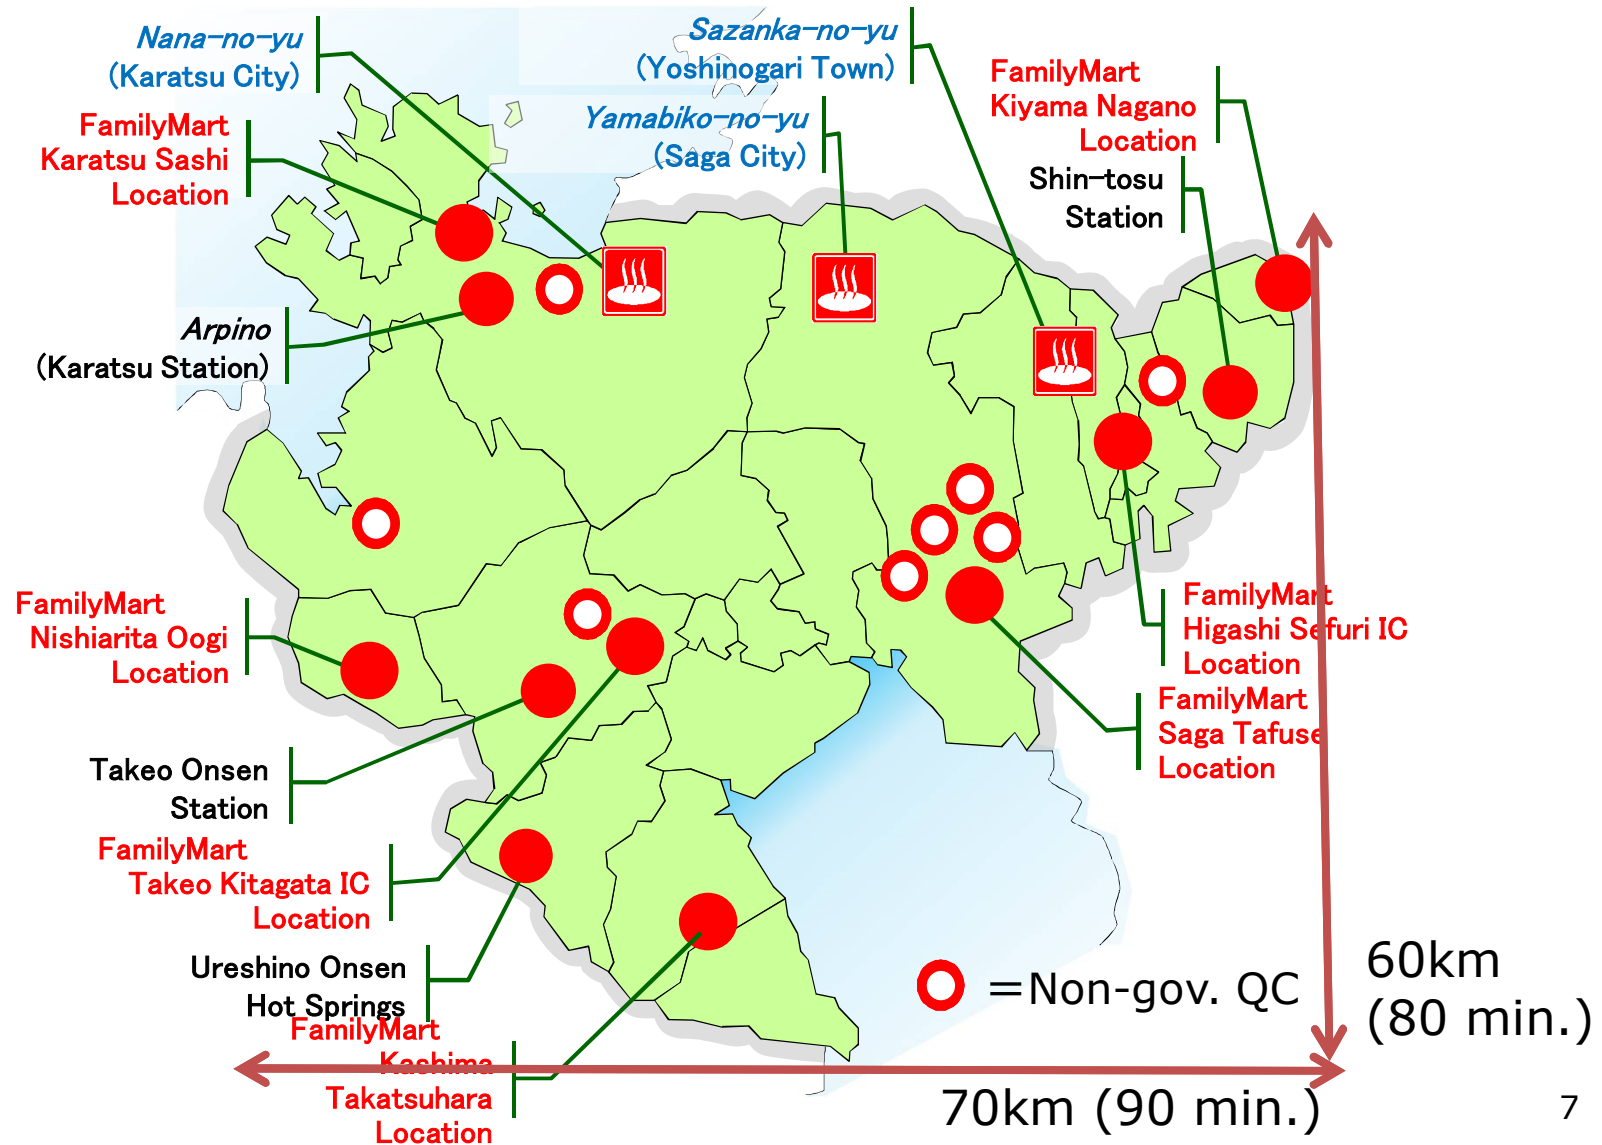 Nana-no-yu
(Karatsu City)
Sazanka-no-yu
(Yoshinogari Town)
FamilyMart
Kiyama Nagano
Location
FamilyMart
Karatsu Sashi
Location
Yamabiko-no-yu
(Saga City)
Shin-tosu
Station
Arpino
(Karatsu Station)
FamilyMart
Nishiarita Oogi
Location
FamilyMart
Higashi Sefuri IC
Location
FamilyMart
Saga Tafuse
Location
Takeo Onsen
Station
FamilyMart
Takeo Kitagata IC
Location
Ureshino Onsen
Hot Springs
FamilyMart
Kashima
Takatsuhara
Location
=Non-gov. QC
60km
(80 min.)
70km (90 min.)
7